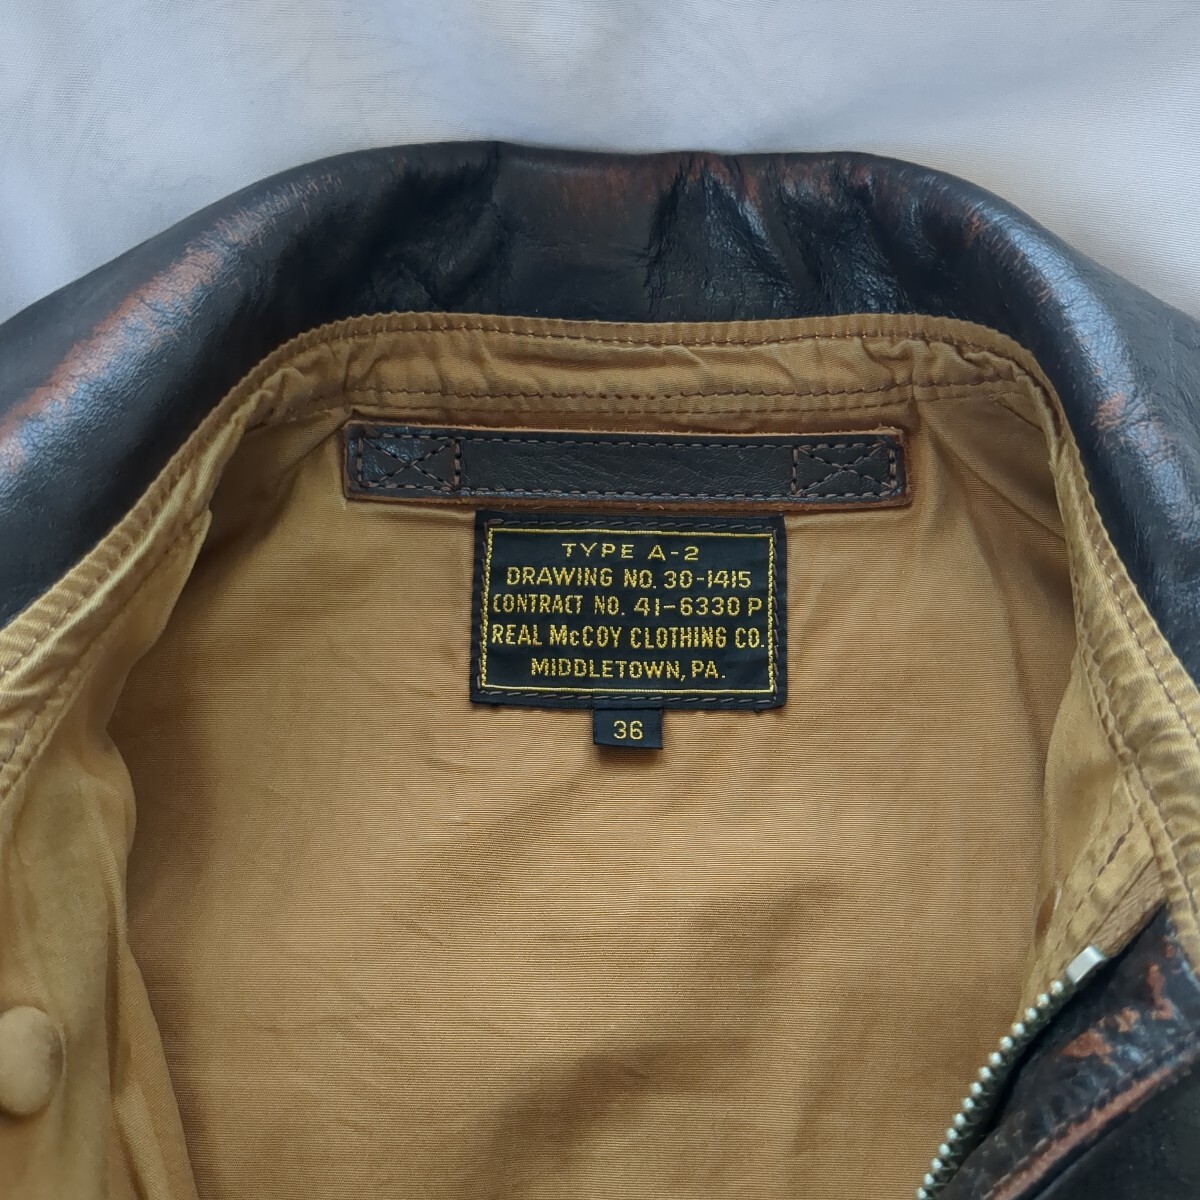 TYPE A-2
DRAWING NO. 30-1415
CONTRACT NO. 41-6330 P
REAL McCOY CLOTHING CO.
MIDDLETOWN, PA.
36